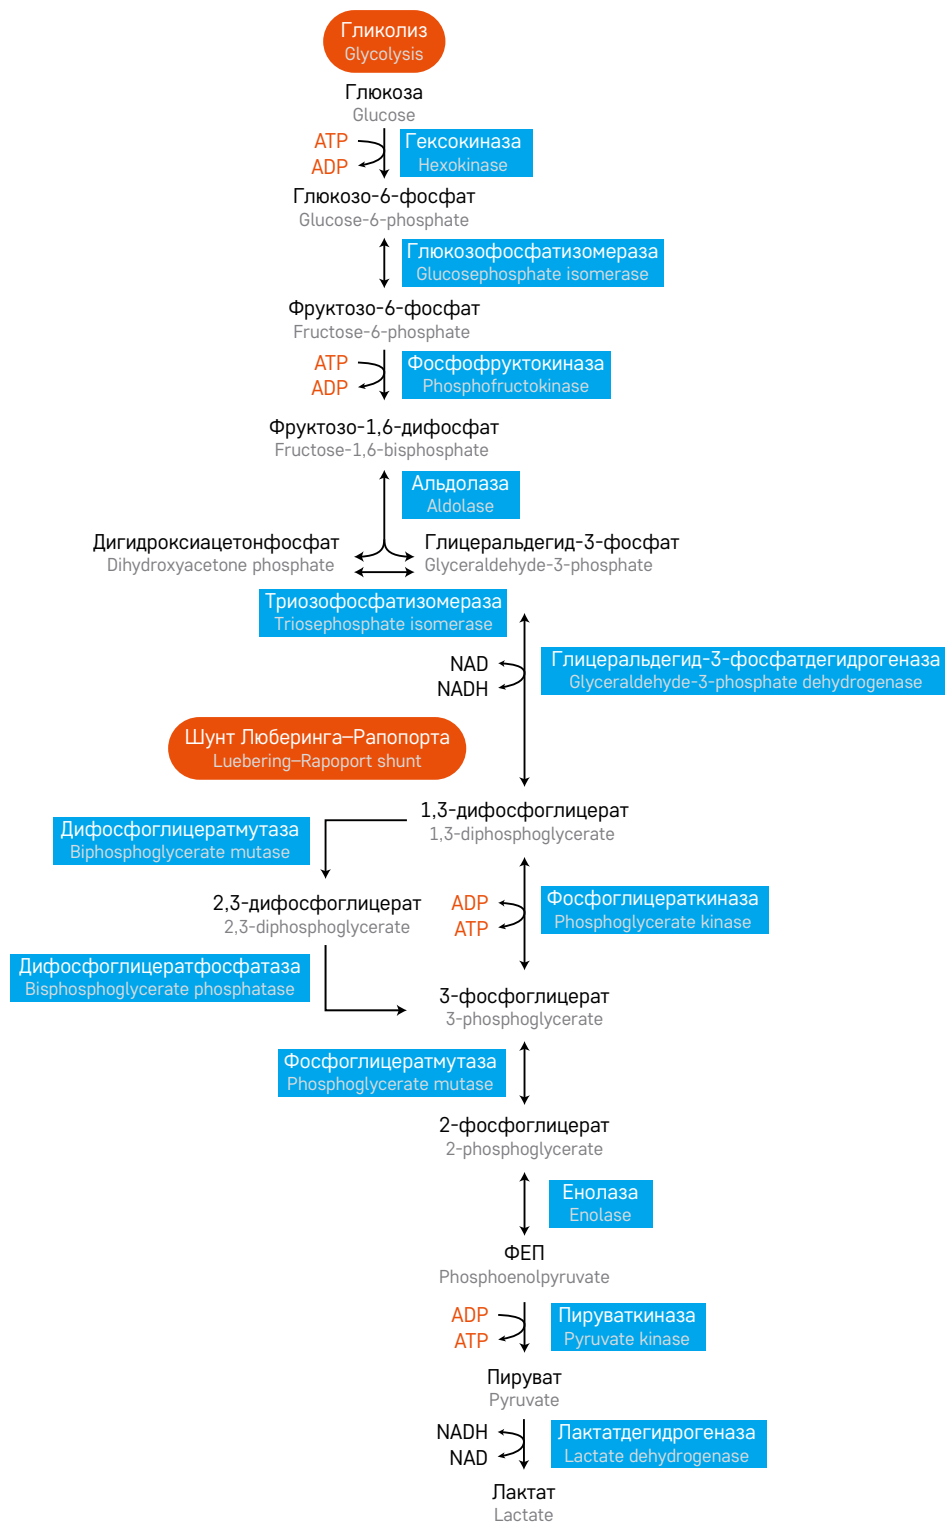 Гликолиз
Glycolysis
Глюкоза
Glucose
ATP
ADP
Гексокиназа
Hexokinase
Глюкозо-6-фосфат
Glucose-6-phosphate
Глюкозофосфатизомераза
Glucosephosphate isomerase
Фруктозо-6-фосфат
Fructose-6-phosphate
ATP
ADP
Фосфофруктокиназа
Phosphofructokinase
Фруктозо-1,6-дифосфат
Fructose-1,6-bisphosphate
Альдолаза
Aldolase
Дигидроксиацетонфосфат
Dihydroxyacetone phosphate
Глицеральдегид-3-фосфат
Glyceraldehyde-3-phosphate
Триозофосфатизомераза
Triosephosphate isomerase
NAD
NADH
Глицеральдегид-3-фосфатдегидрогеназа
Glyceraldehyde-3-phosphate dehydrogenase
Шунт Люберинга–Рапопорта
Luebering–Rapoport shunt
1,3-дифосфоглицерат
1,3-diphosphoglycerate
Дифосфоглицератмутаза
Biphosphoglycerate mutase
2,3-дифосфоглицерат
2,3-diphosphoglycerate
ADP
ATP
Фосфоглицераткиназа
Phosphoglycerate kinase
Дифосфоглицератфосфатаза
Bisphosphoglycerate phosphatase
3-фосфоглицерат
3-phosphoglycerate
Фосфоглицератмутаза
Phosphoglycerate mutase
2-фосфоглицерат
2-phosphoglycerate
Енолаза
Enolase
ФЕП
Phosphoenolpyruvate
ADP
ATP
Пируваткиназа
Pyruvate kinase
Пируват
Pyruvate
NADH
NAD
Лактатдегидрогеназа
Lactate dehydrogenase
Лактат
Lactate